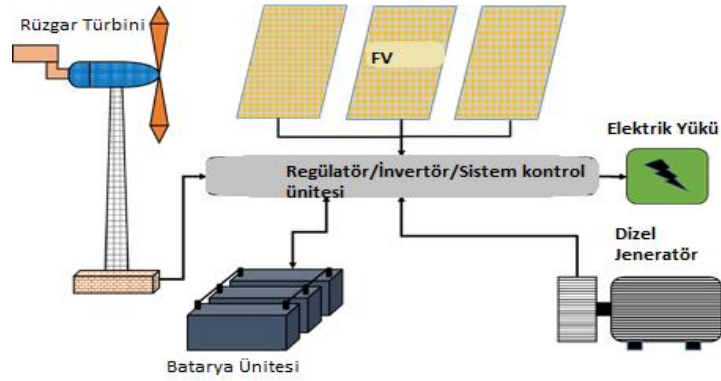 Rüzgar Türbini
FV
Elektrik Yükü
Regülatör/İnvertör/Sistem kontrol
ünitesi
Dizel
Jeneratör
Batarya Ünitesi